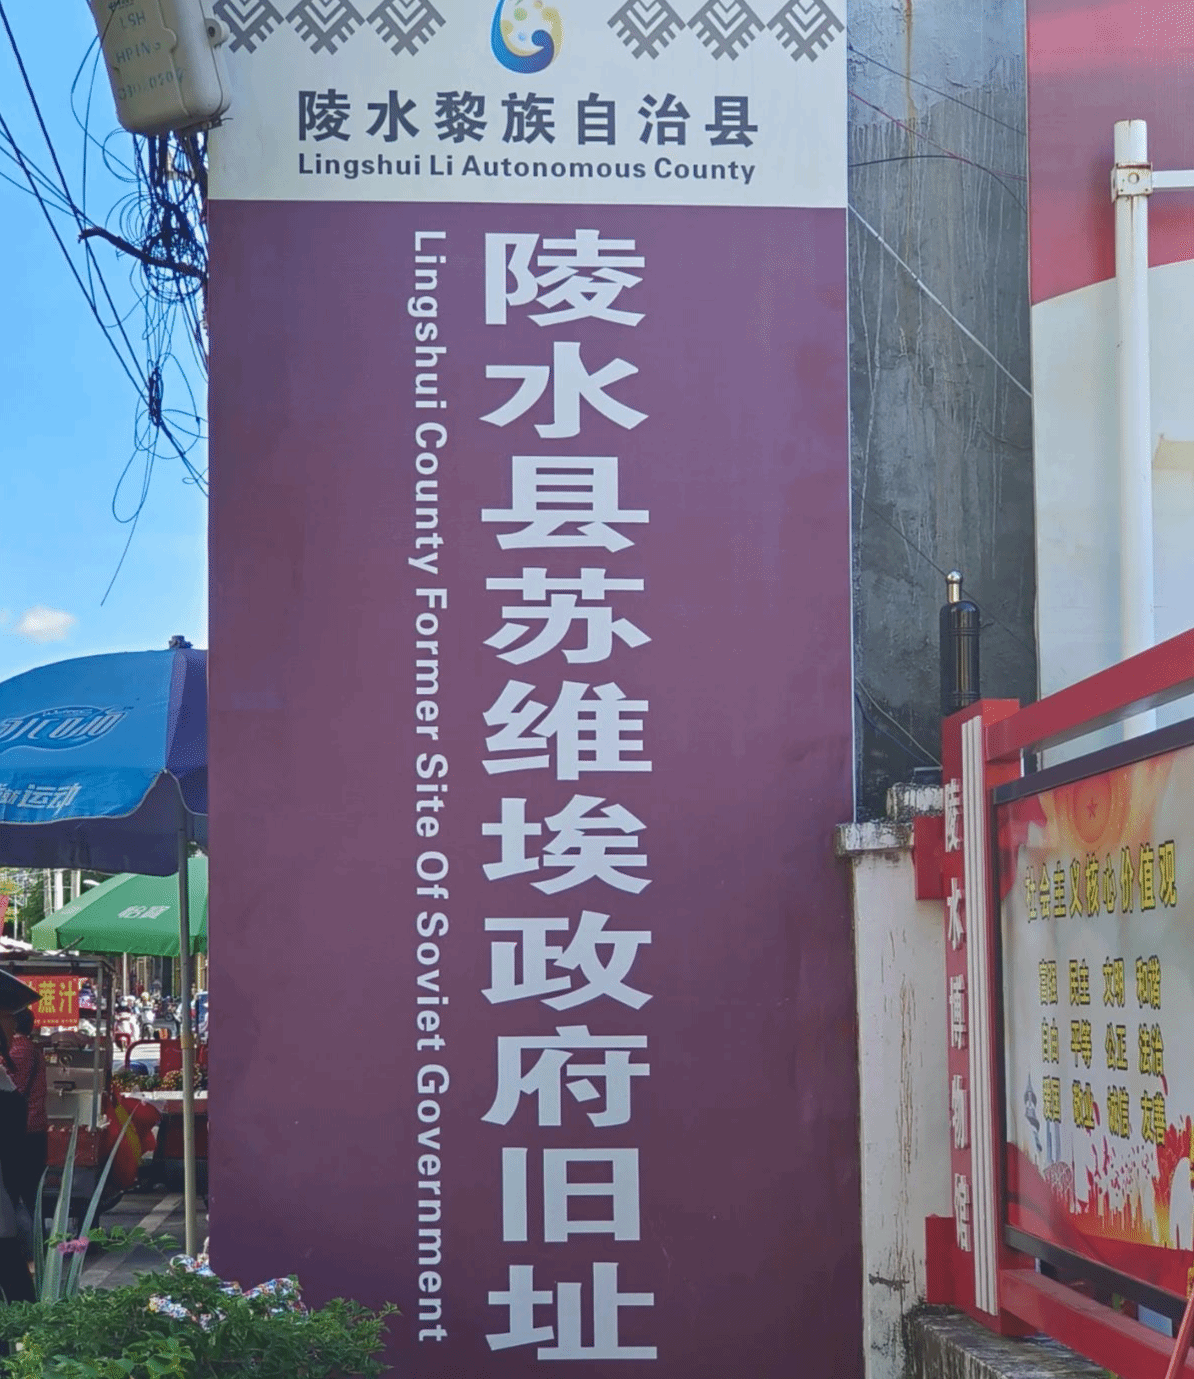 陵水黎族自治县
Lingshui Li Autonomous County
陵水县苏维埃政府旧址
Lingshui County Former Site Of Soviet Government
陵水博物馆
社会主义核心价值观
富强 民主 文明 和谐
自由 平等 公正 法治
爱国 敬业 诚信 友善
运动
蔗汁